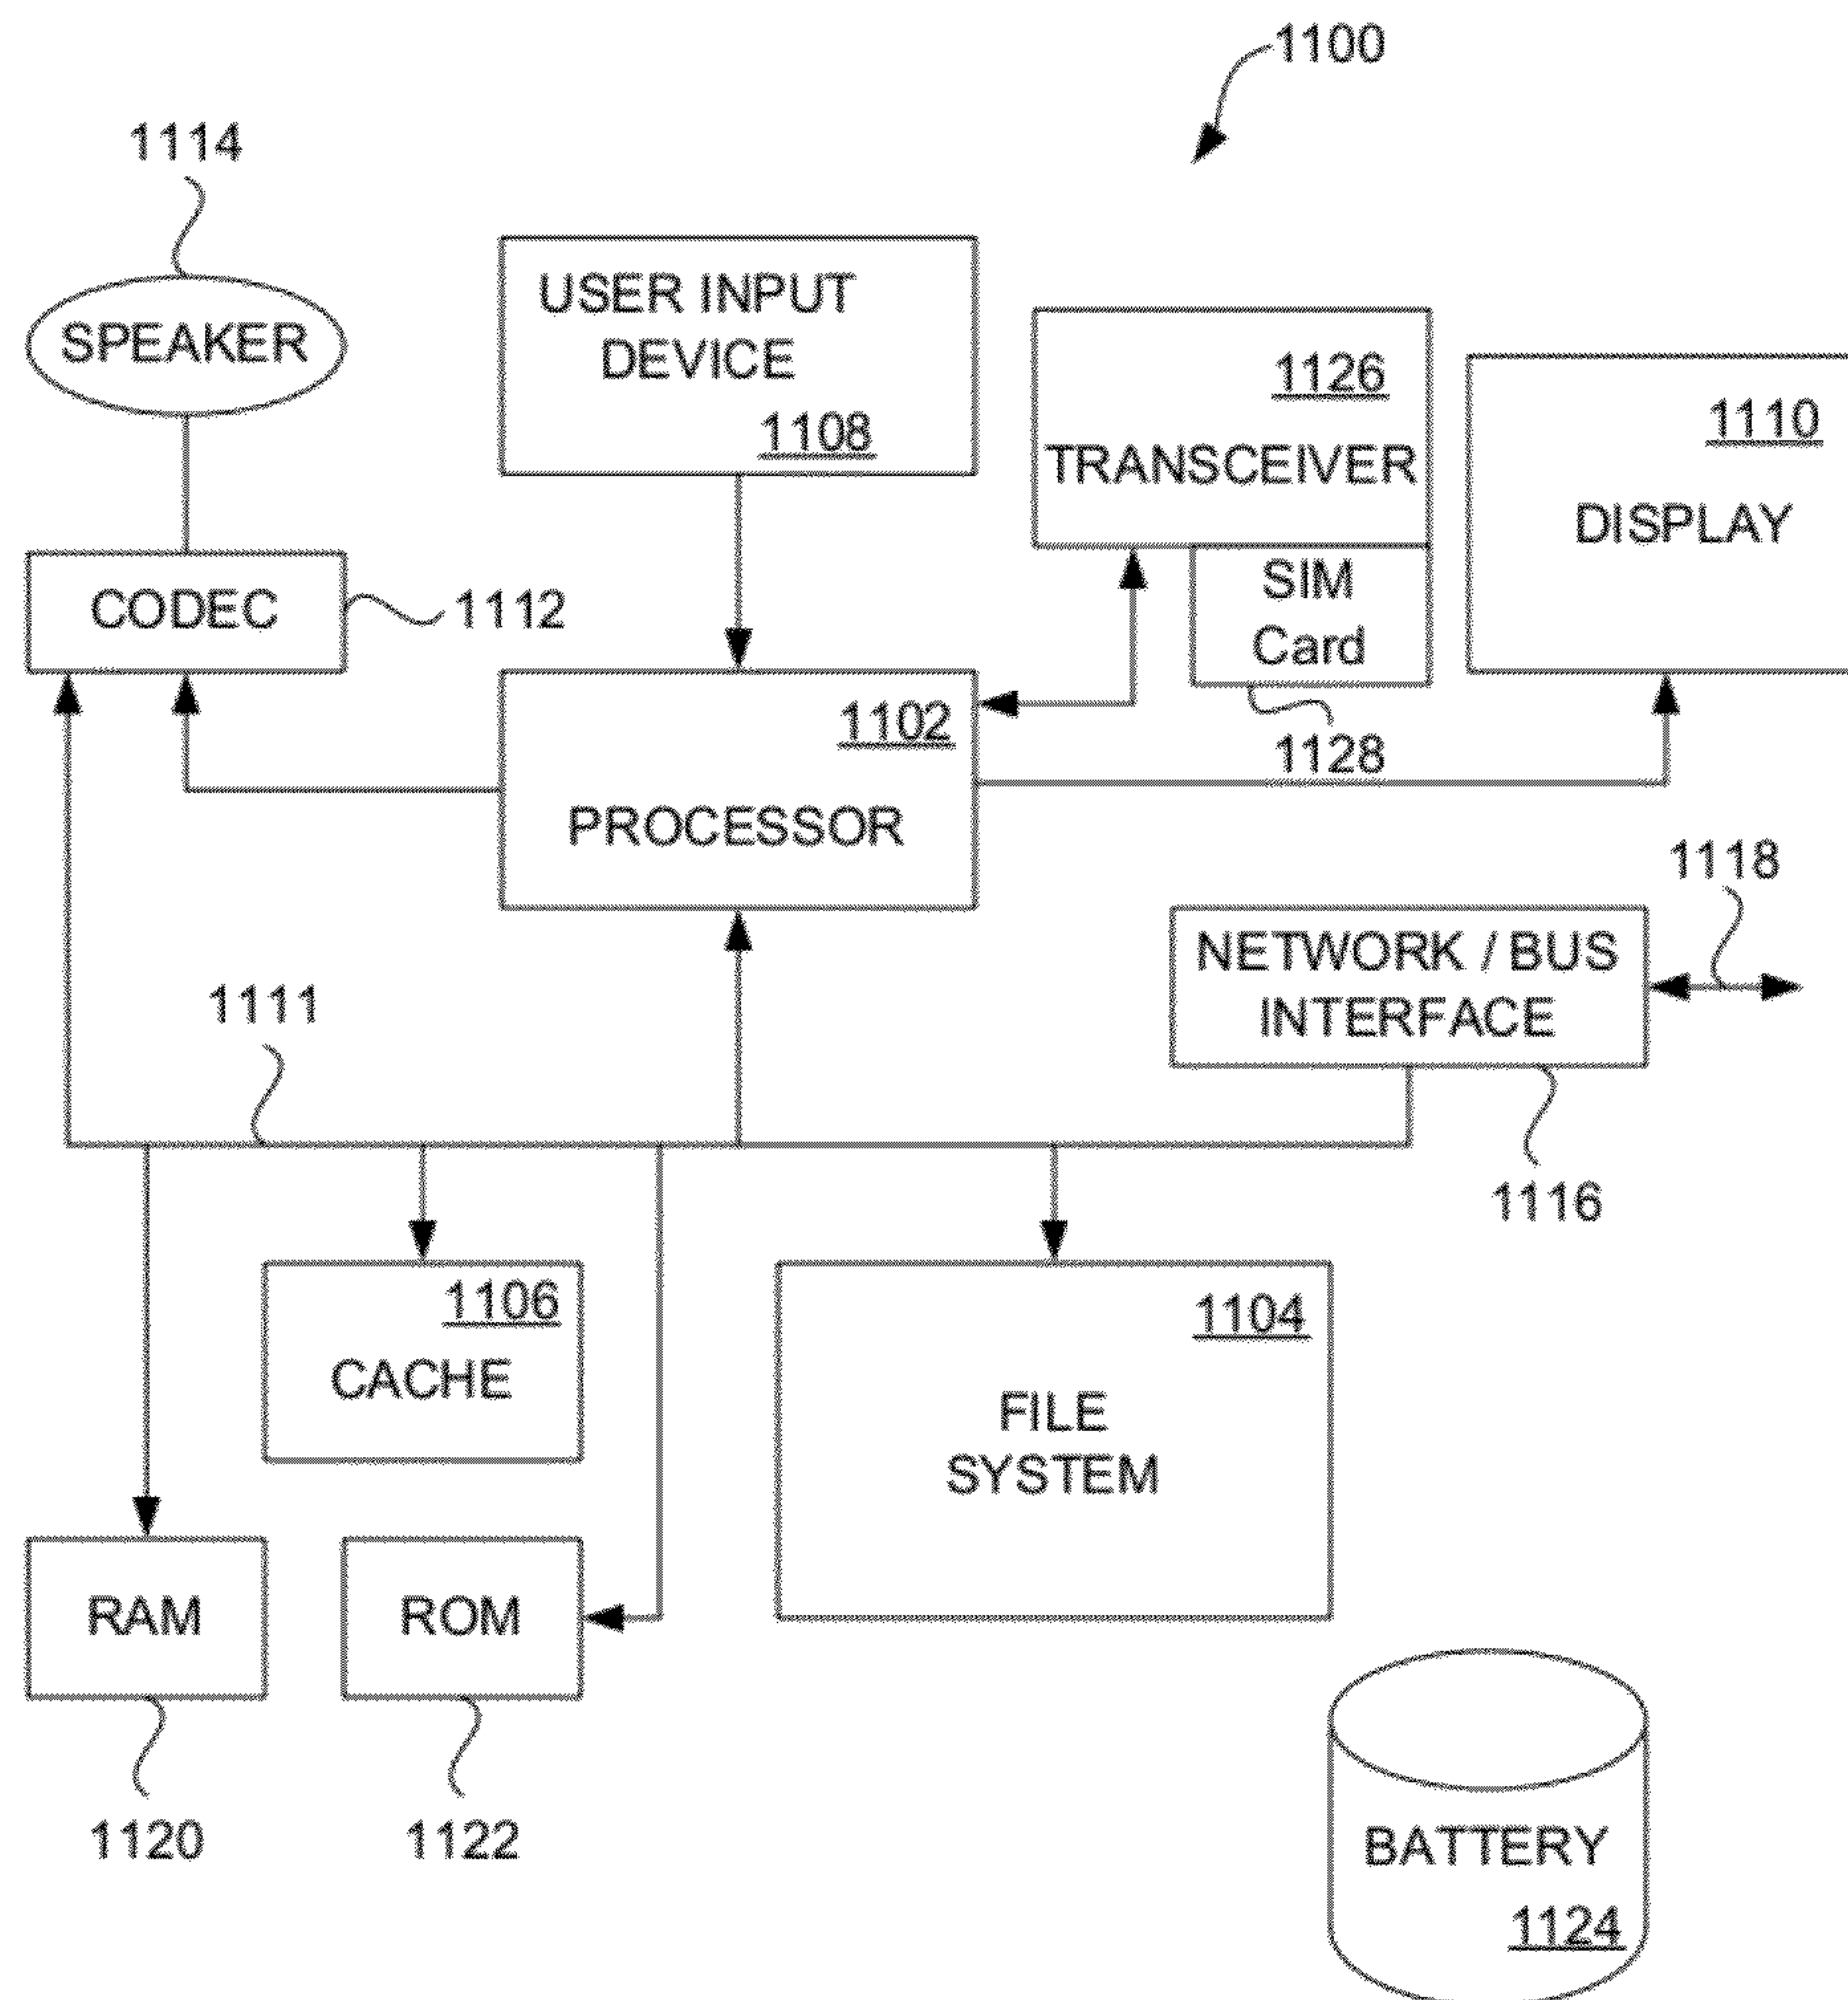 1100
1114
SPEAKER
USER INPUT
DEVICE
1108
1126
TRANSCEIVER
1110
DISPLAY
SIM
Card
1128
CODEC
1112
1102
PROCESSOR
1118
NETWORK / BUS
INTERFACE
1116
1111
1106
CACHE
1104
FILE
SYSTEM
RAM
ROM
1120
1122
BATTERY
1124